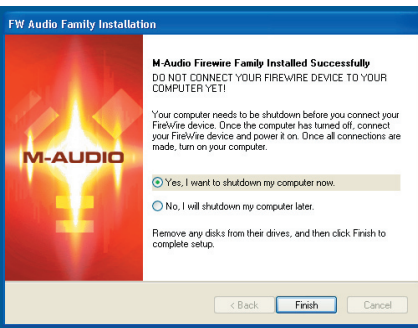 FW Audio Family Installation
M-Audio Firewire Family Installed Successfully
DO NOT CONNECT YOUR FIREWIRE DEVICE TO YOUR
COMPUTER YET!
Your computer needs to be shutdown before you connect your
FireWire device. Once the computer has turned off, connect
your FireWire device and power it on. Once all connections are
made, turn on your computer.
M-AUDIO
Yes, I want to shutdown my computer now.
No, I will shutdown my computer later.
Remove any disks from their drives, and then click Finish to
complete setup.
< Back
Finish
Cancel